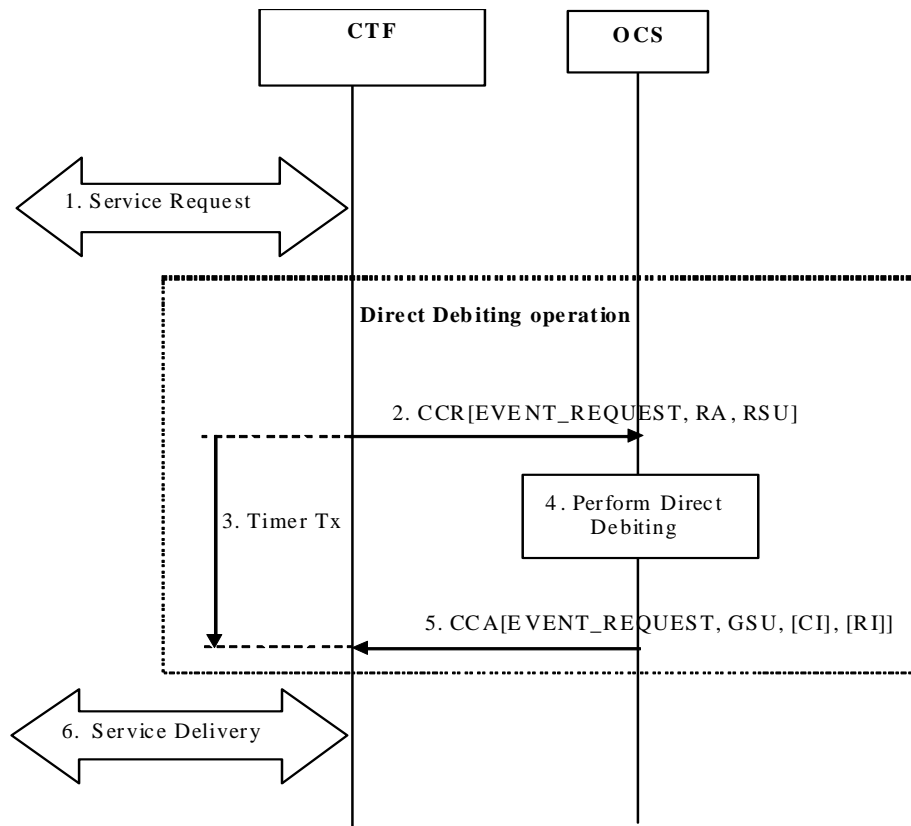 CTF
OCS
1. Service Request
Direct Debiting operation
2. CCR[EVENT_REQUEST, RA, RSU]
3. Timer Tx
4. Perform Direct
Debiting
5. CCA[EVENT_REQUEST, GSU, [CI], [RI]]
6. Service Delivery